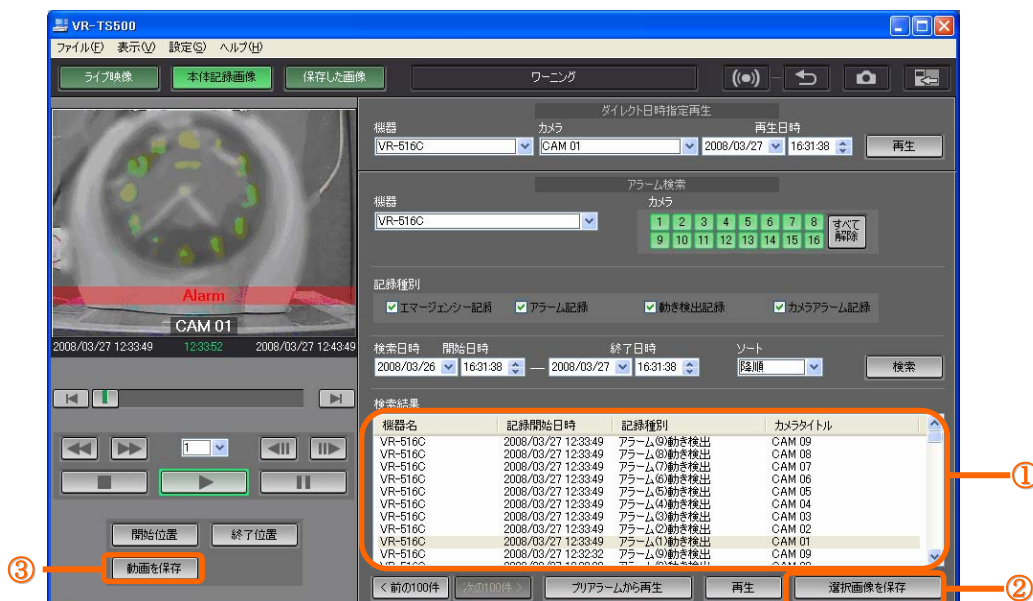 VR-TS500
ファイル(F) 表示(V) 設定(S) ヘルプ(H)
ライブ映像 本体記録画像 保存した画像 ワーニング
ダイレクト日時指定再生
機器 カメラ 再生日時
VR-516C CAM 01 2008/03/27 16:31:38 再生
アラーム検索
機器 カメラ
VR-516C
1 2 3 4 5 6 7 8
9 10 11 12 13 14 15 16
すべて
解除
記録種別
エマージェンシー記録 アラーム記録 動き検出記録 カメラアラーム記録
Alarm
CAM 01
2008/03/27 12:33:49 12:33:52 2008/03/27 12:43:49
検索日時 開始日時 終了日時 ソート
2008/03/26 16:31:38 — 2008/03/27 16:31:38 降順 検索
検索結果
機器名 記録開始日時 記録種別 カメラタイトル
VR-516C 2008/03/27 12:33:49 アラーム(9)動き検出 CAM 09
VR-516C 2008/03/27 12:33:49 アラーム(8)動き検出 CAM 08
VR-516C 2008/03/27 12:33:49 アラーム(7)動き検出 CAM 07
VR-516C 2008/03/27 12:33:49 アラーム(6)動き検出 CAM 06
VR-516C 2008/03/27 12:33:49 アラーム(5)動き検出 CAM 05
VR-516C 2008/03/27 12:33:49 アラーム(4)動き検出 CAM 04
VR-516C 2008/03/27 12:33:49 アラーム(3)動き検出 CAM 03
VR-516C 2008/03/27 12:33:49 アラーム(2)動き検出 CAM 02
VR-516C 2008/03/27 12:33:49 アラーム(1)動き検出 CAM 01
VR-516C 2008/03/27 12:32:32 アラーム(9)動き検出 CAM 09
①
1
開始位置 終了位置
③ 動画を保存
<前の100件 次の100件> プリアラームから再生 再生 選択画像を保存 ②